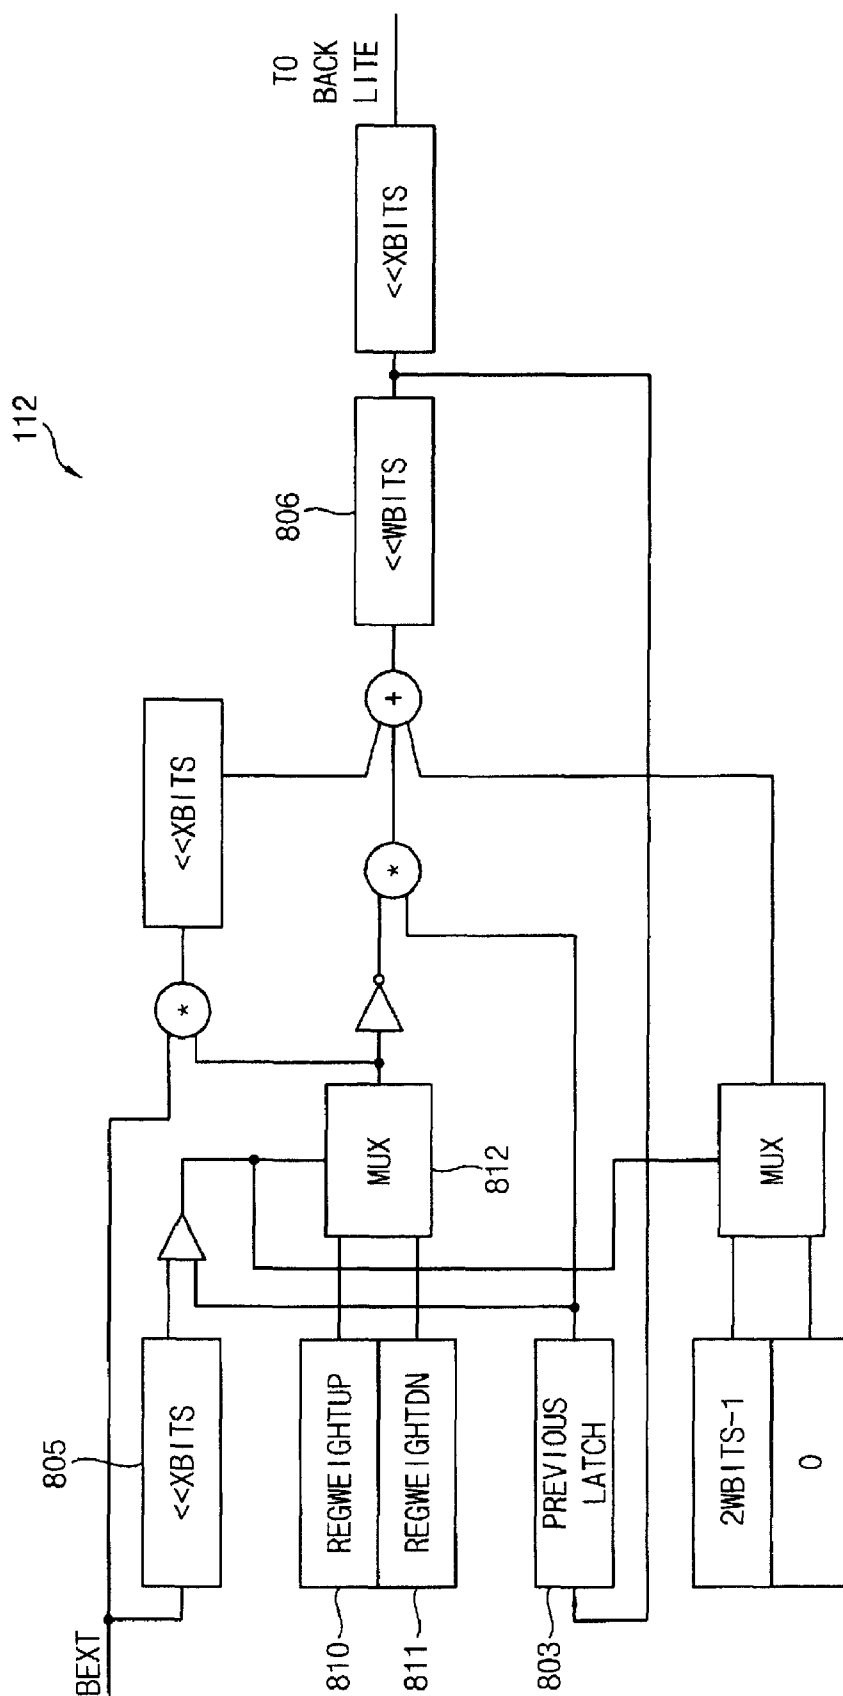 112
BEXT
805
<<XBITS
<<XBITS
810
REGWEIGHTUP
811
REGWEIGHTDN
MUX
812
*
*
+
806
<<WBITS
<<XBITS
TO
BACK
LITE
803
PREVIOUS
LATCH
2WBITS-1
0
MUX